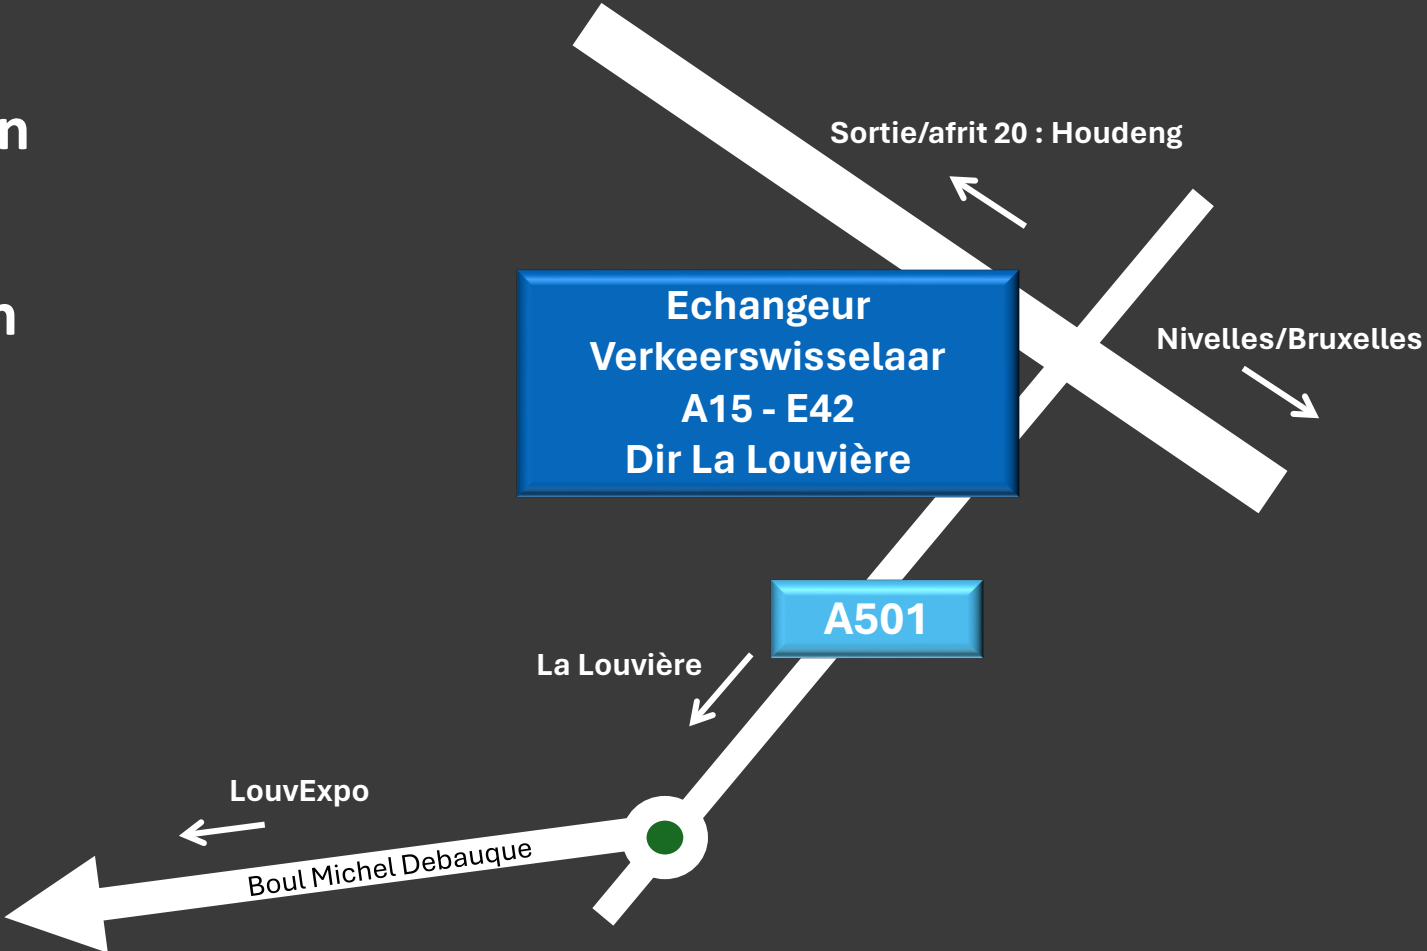 n
Sortie/afrit 20 : Houdeng
n
Echangeur
Verkeerswisselaar
A15 - E42
Dir La Louvière
Nivelles/Bruxelles
A501
La Louvière
LouvExpo
Boul Michel Debauque